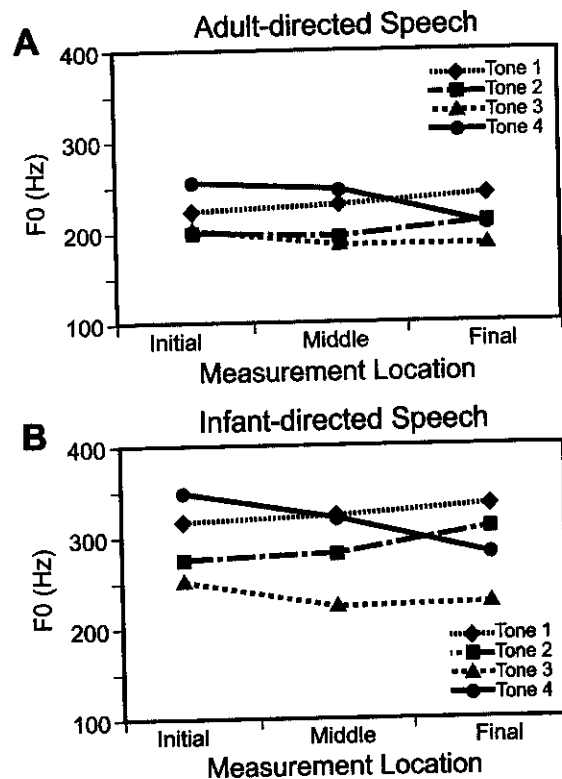 A
Adult-directed Speech
400
300
200
100
F0 (Hz)
Tone 1
Tone 2
Tone 3
Tone 4
Initial
Middle
Final
Measurement Location
B
Infant-directed Speech
400
300
200
100
F0 (Hz)
Tone 1
Tone 2
Tone 3
Tone 4
Initial
Middle
Final
Measurement Location